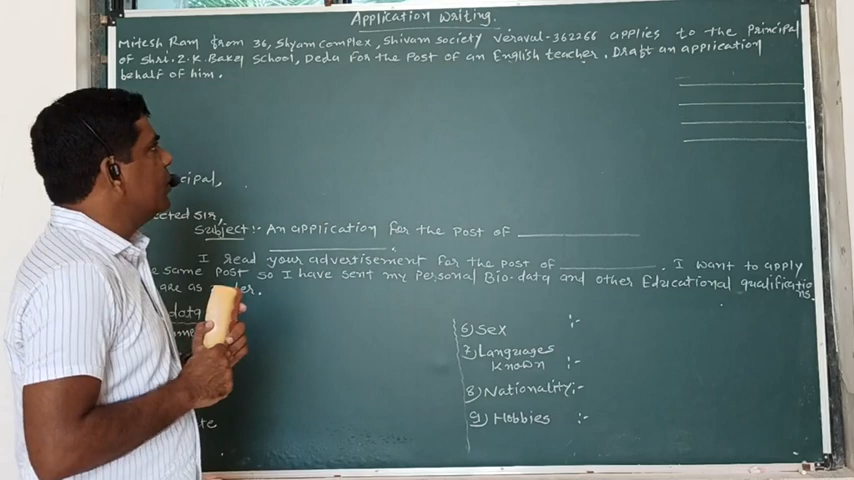 Application Writing.
Mitesh Ram from 36, Shyam Complex, Shivam Society Veraval-362266 applies to the Principal
of Shri. Z.K. Bakey School, Deda for the Post of an English teacher. Draft an application
behalf of him.
cipal,
ected sir,
Subject :- An application for the post of
I read your advertisement for the post of . I want to apply
e same post so I have sent my personal Bio-data and other Educational qualifications.
are as
data
6) Sex :-
7) Languages
Known :-
8) Nationality:-
9) Hobbies :-
te